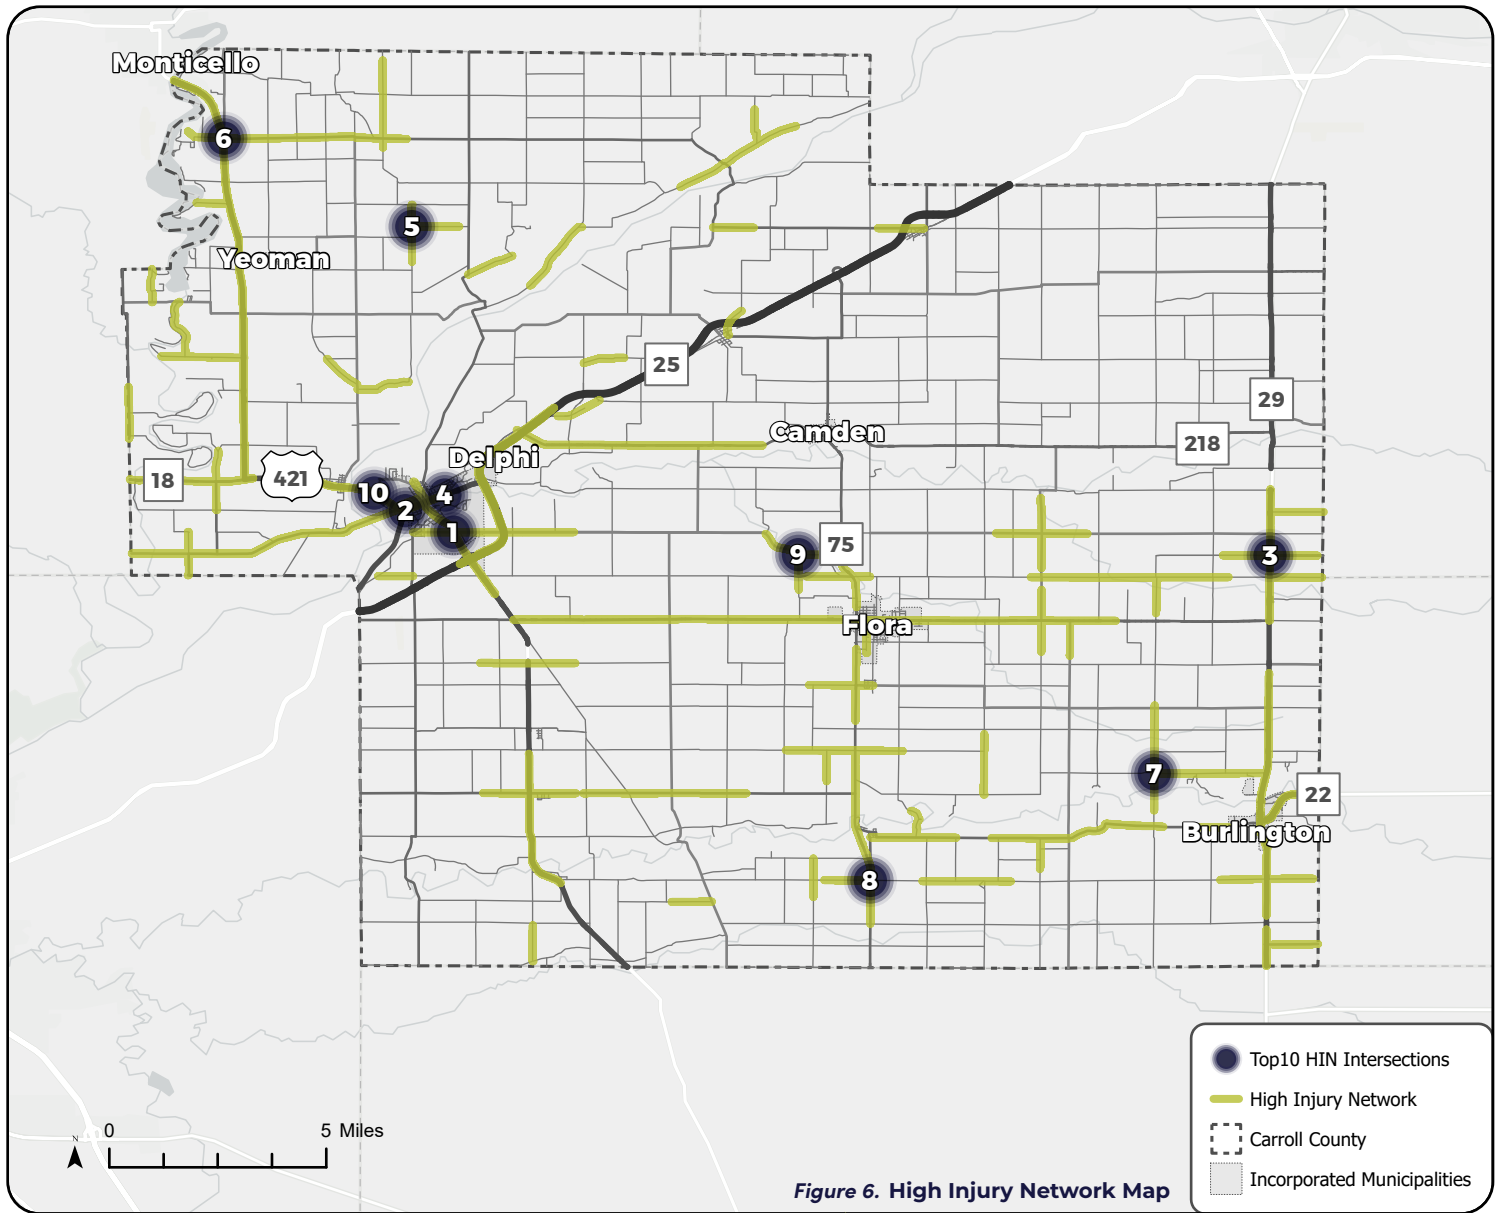 Monticello
6
5
Yeoman
25
29
Camden
218
Delphi
18
421
10
4
2
1
9
75
3
Flora
7
22
Burlington
8
Top10 HIN Intersections
High Injury Network
Carroll County
Incorporated Municipalities
N
0 5 Miles
Figure 6. High Injury Network Map